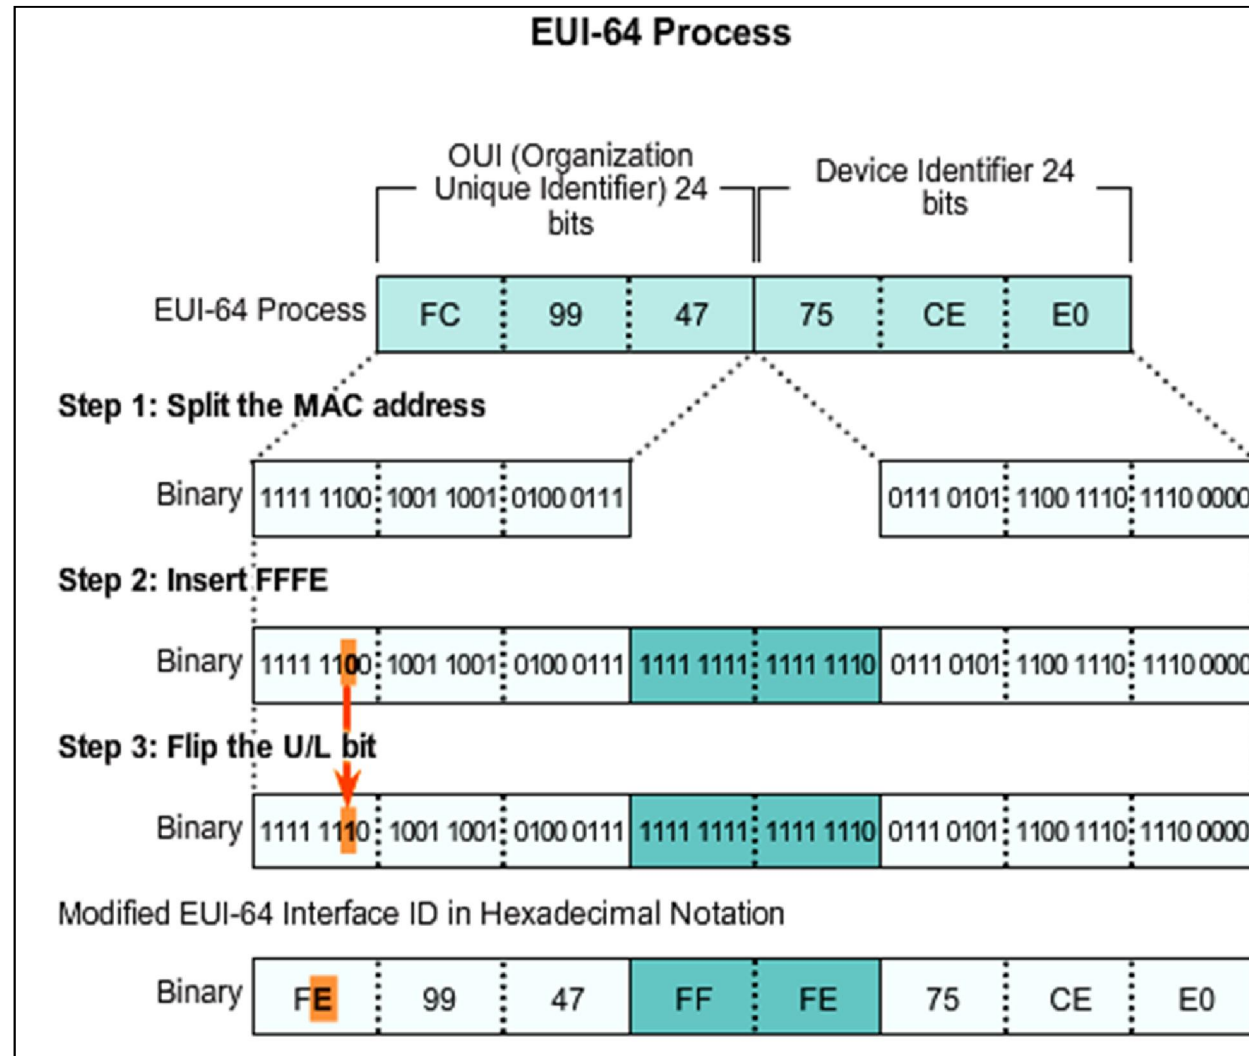 EUI-64 Process
OUI (Organization
Unique Identifier) 24
bits
Device Identifier 24
bits
EUI-64 Process FC 99 47 75 CE E0
Step 1: Split the MAC address
Binary 1111 1100 1001 1001 0100 0111 0111 0101 1100 1110 1110 0000
Step 2: Insert FFFE
Binary 1111 1100 1001 1001 0100 0111 1111 1111 1111 1110 0111 0101 1100 1110 1110 0000
Step 3: Flip the U/L bit
Binary 1111 1110 1001 1001 0100 0111 1111 1111 1111 1110 0111 0101 1100 1110 1110 0000
Modified EUI-64 Interface ID in Hexadecimal Notation
Binary FE 99 47 FF FE 75 CE E0